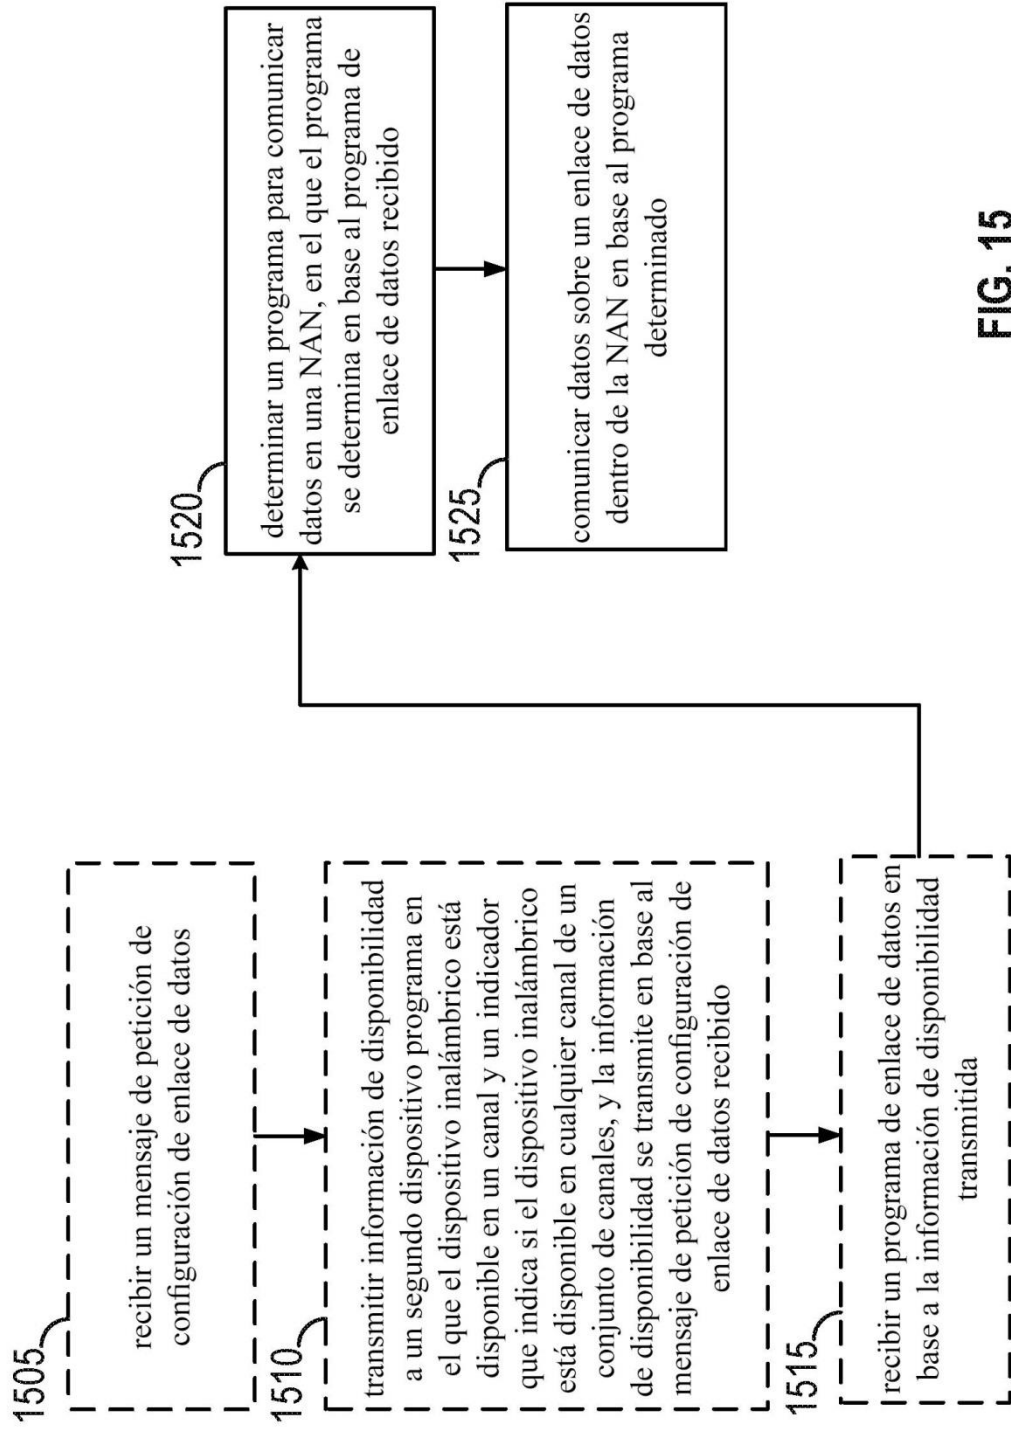 1505
recibir un mensaje de petición de
configuración de enlace de datos
1510
transmitir información de disponibilidad
a un segundo dispositivo programa en
el que el dispositivo inalámbrico está
disponible en un canal y un indicador
que indica si el dispositivo inalámbrico
está disponible en cualquier canal de un
conjunto de canales, y la información
de disponibilidad se transmite en base al
mensaje de petición de configuración de
enlace de datos recibido
1515
recibir un programa de enlace de datos en
base a la información de disponibilidad
transmitida
1520
determinar un programa para comunicar
datos en una NAN, en el que el programa
se determina en base al programa de
enlace de datos recibido
1525
comunicar datos sobre un enlace de datos
dentro de la NAN en base al programa
determinado
FIG. 15